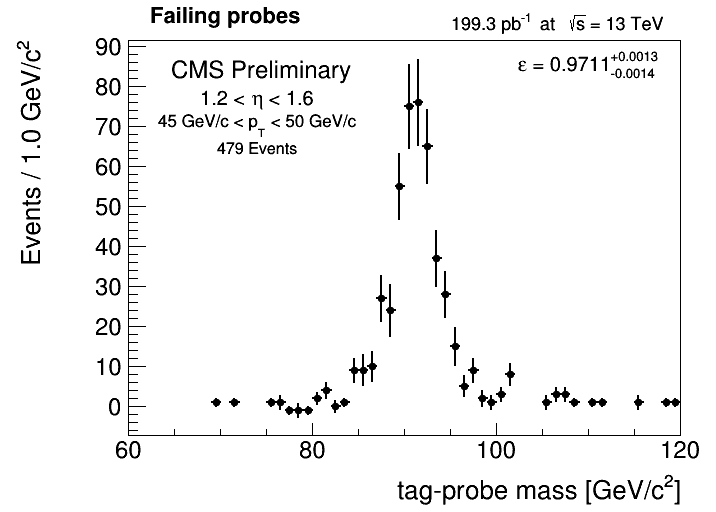 Failing probes
199.3 pb⁻¹ at √s = 13 TeV
CMS Preliminary
1.2 < η < 1.6
45 GeV/c < p_T < 50 GeV/c
479 Events
ε = 0.9711 +0.0013 -0.0014
Events / 1.0 GeV/c²
90
80
70
60
50
40
30
20
10
0
60 80 100 120
tag-probe mass [GeV/c²]